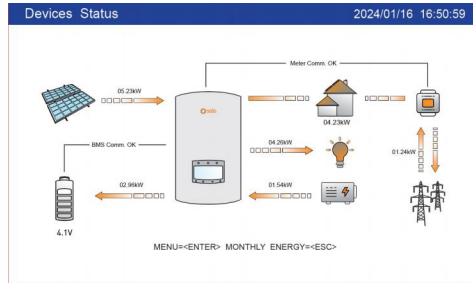 Devices Status
2024/01/16 16:50:59
Meter Comm. OK
05.23kW
solis
04.23kW
BMS Comm. OK
04.26kW
01.24kW
02.96kW
01.54kW
4.1V
MENU=<ENTER> MONTHLY ENERGY=<ESC>